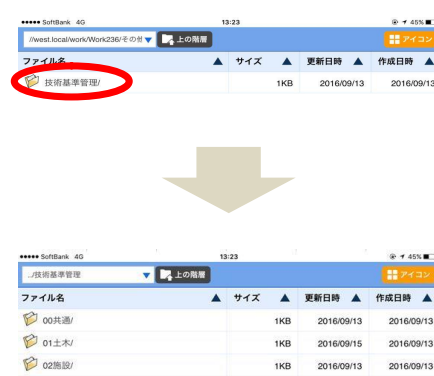 ●●●●● SoftBank 4G 13:23 45%
//west.local/work/Work236/その他 ▼ 上の階層 アイコン
ファイル名 ▲ サイズ ▲ 更新日時 ▲ 作成日時 ▲
技術基準管理/ 1KB 2016/09/13 2016/09/13
●●●●● SoftBank 4G 13:23 45%
../技術基準管理 ▼ 上の階層 アイコン
ファイル名 ▲ サイズ ▲ 更新日時 ▲ 作成日時 ▲
00共通/ 1KB 2016/09/13 2016/09/13
01土木/ 1KB 2016/09/15 2016/09/13
02施設/ 1KB 2016/09/13 2016/09/13